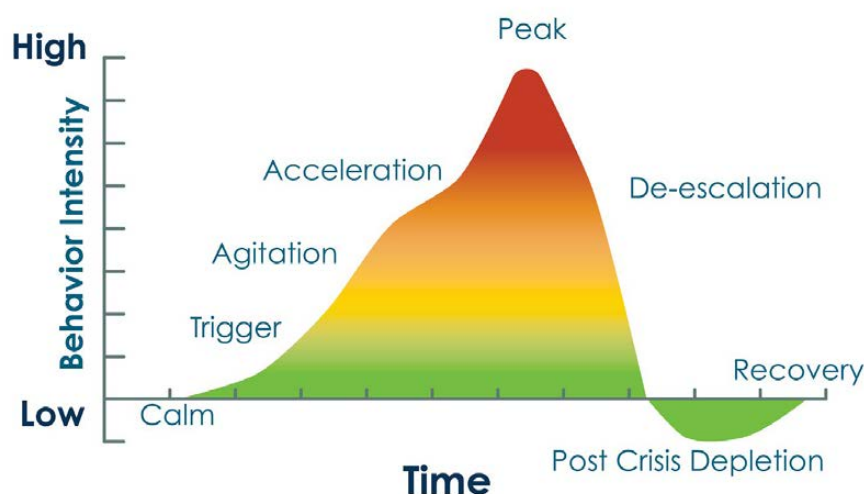 Peak
High
Acceleration
De-escalation
Agitation
Trigger
Behavior Intensity
Recovery
Low
Calm
Post Crisis Depletion
Time